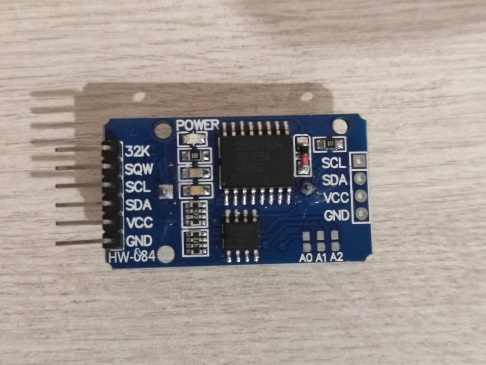 POWER
32K
SQW
SCL
SDA
VCC
GND
HW-084
SCL
SDA
VCC
GND
A0 A1 A2